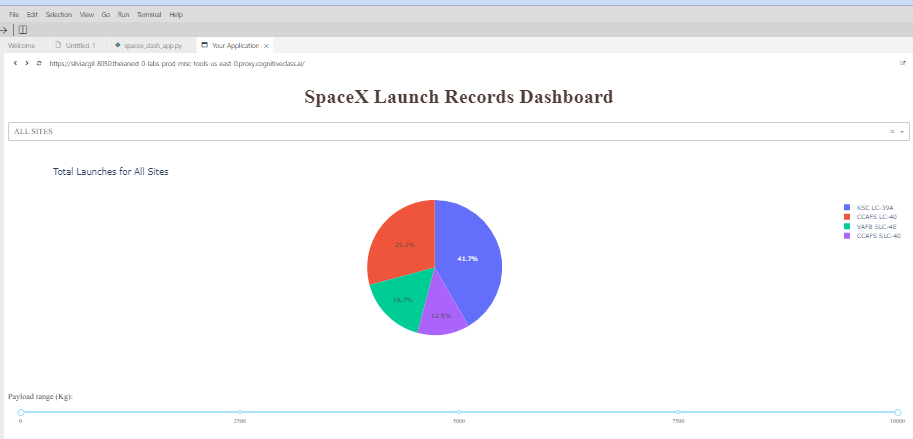 File Edit Selection View Go Run Terminal Help
Welcome Untitled 1 spacex_dash_app.py Your Application ×
https://silviacgil-8050.theianext-0-labs-prod-misc-tools-us-east-0.proxy.cognitiveclass.ai/
SpaceX Launch Records Dashboard
ALL SITES
Total Launches for All Sites
KSC LC-39A
CCAFS LC-40
VAFB SLC-4E
CCAFS SLC-40
29.2%
41.7%
16.7%
12.5%
Payload range (Kg):
0 2500 5000 7500 10000